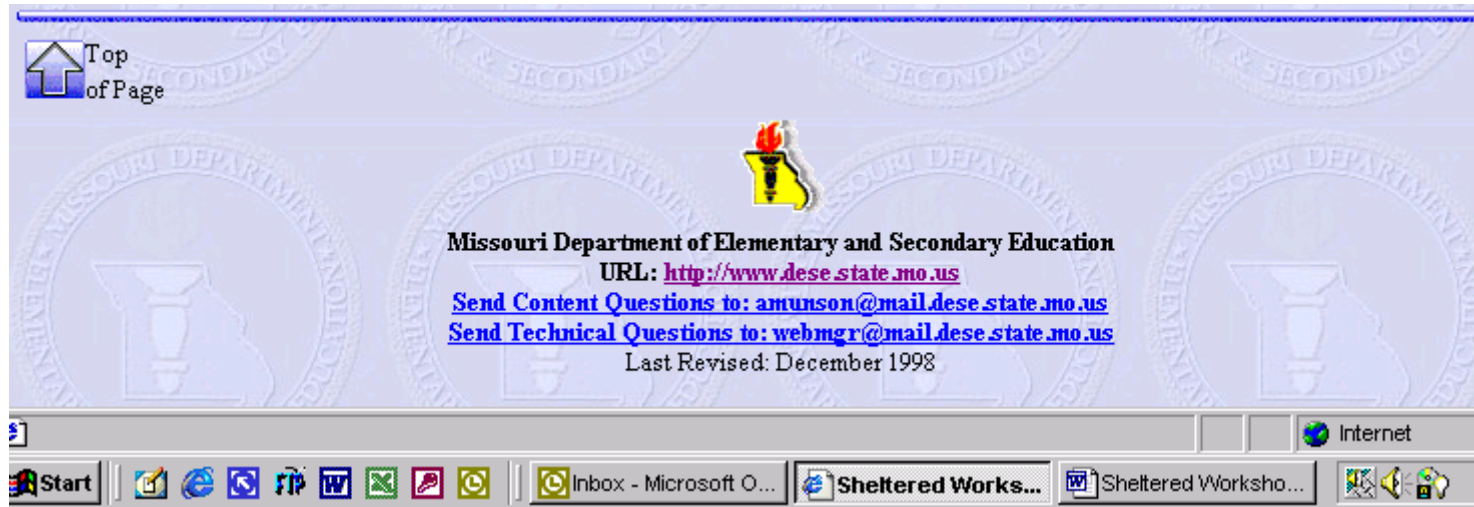 Top
of Page
Missouri Department of Elementary and Secondary Education
URL: http://www.dese.state.mo.us
Send Content Questions to: amunson@mail.dese.state.mo.us
Send Technical Questions to: webmgr@mail.dese.state.mo.us
Last Revised: December 1998
Internet
Start
Inbox - Microsoft O...
Sheltered Works...
Sheltered Worksho...